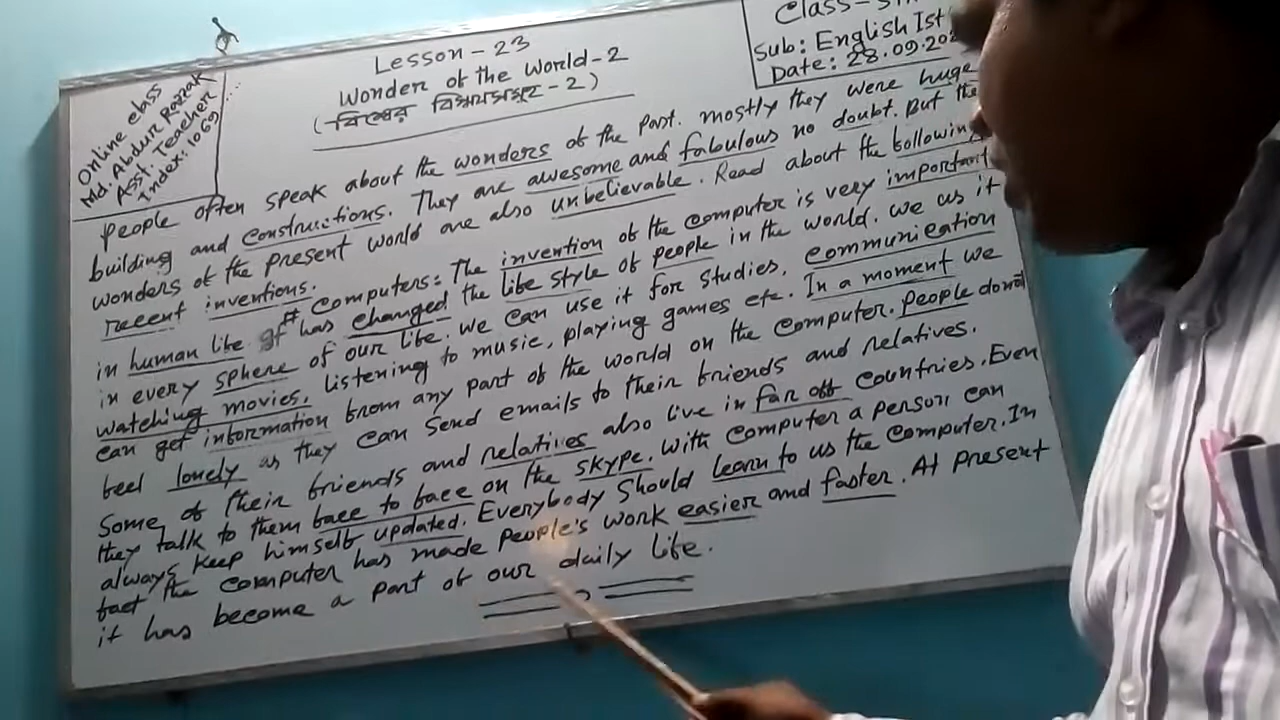 Online class
Md. Abdur Razzak
Asst. Teacher
Index: 1069
Lesson - 23
Wonder of the World-2
(বিশ্বের বিস্ময়সমূহ - 2)
Class-
Sub: English 1st
Date: 28.09.202
People often speak about the wonders of the Past. mostly they were huge
building and constructions. They are awesome and fabulous no doubt. But the
wonders of the present world are also unbelievable. Read about the following
recent inventions.
# Computers: The invention of the computer is very important
in human life. It has changed the life style of people in the world. we us it
in every sphere of our life. we can use it for studies, communication
watching movies, listening to music, playing games etc. In a moment we
can get information from any part of the world on the computer. People donot
feel lonely as they can send emails to their friends and relatives.
Some of their friends and relatives also live in far off countries. Even
they talk to them face to face on the skype. With computer a person can
always keep himself updated. Everybody should learn to us the computer. In
fact the computer has made people's work easier and faster. At present
it has become a part of our daily life.